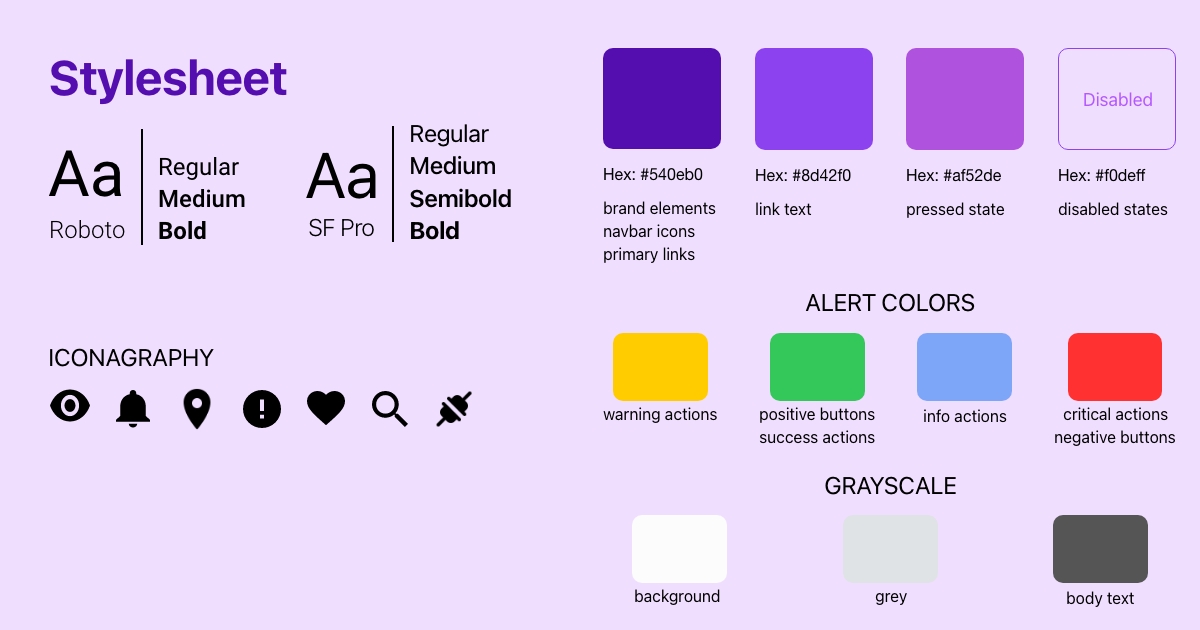 Stylesheet
Aa
Roboto
Regular
Medium
Bold
Aa
SF Pro
Regular
Medium
Semibold
Bold
ICONAGRAPHY
Disabled
Hex: #540eb0
brand elements
navbar icons
primary links
Hex: #8d42f0
link text
Hex: #af52de
pressed state
Hex: #f0deff
disabled states
ALERT COLORS
warning actions
positive buttons
success actions
info actions
critical actions
negative buttons
GRAYSCALE
background
grey
body text